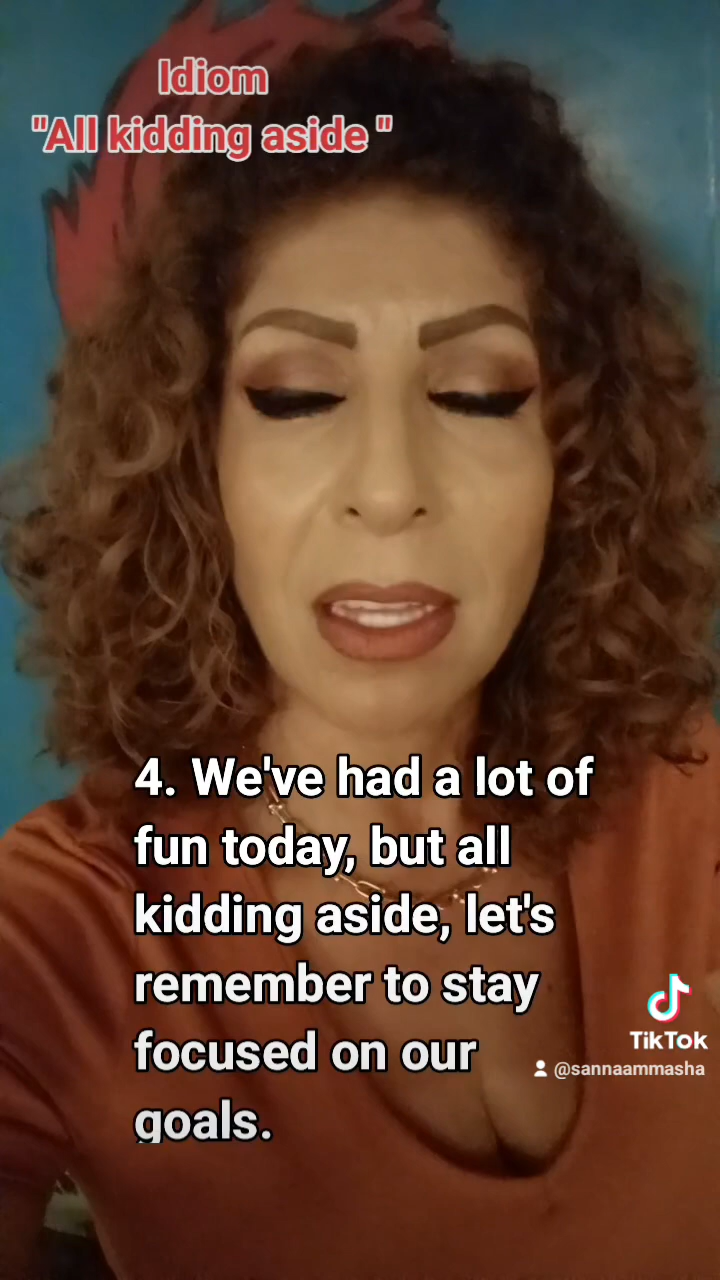 Idiom
"All kidding aside "
4. We've had a lot of
fun today, but all
kidding aside, let's
remember to stay
focused on our
goals.
TikTok
@sannaammasha